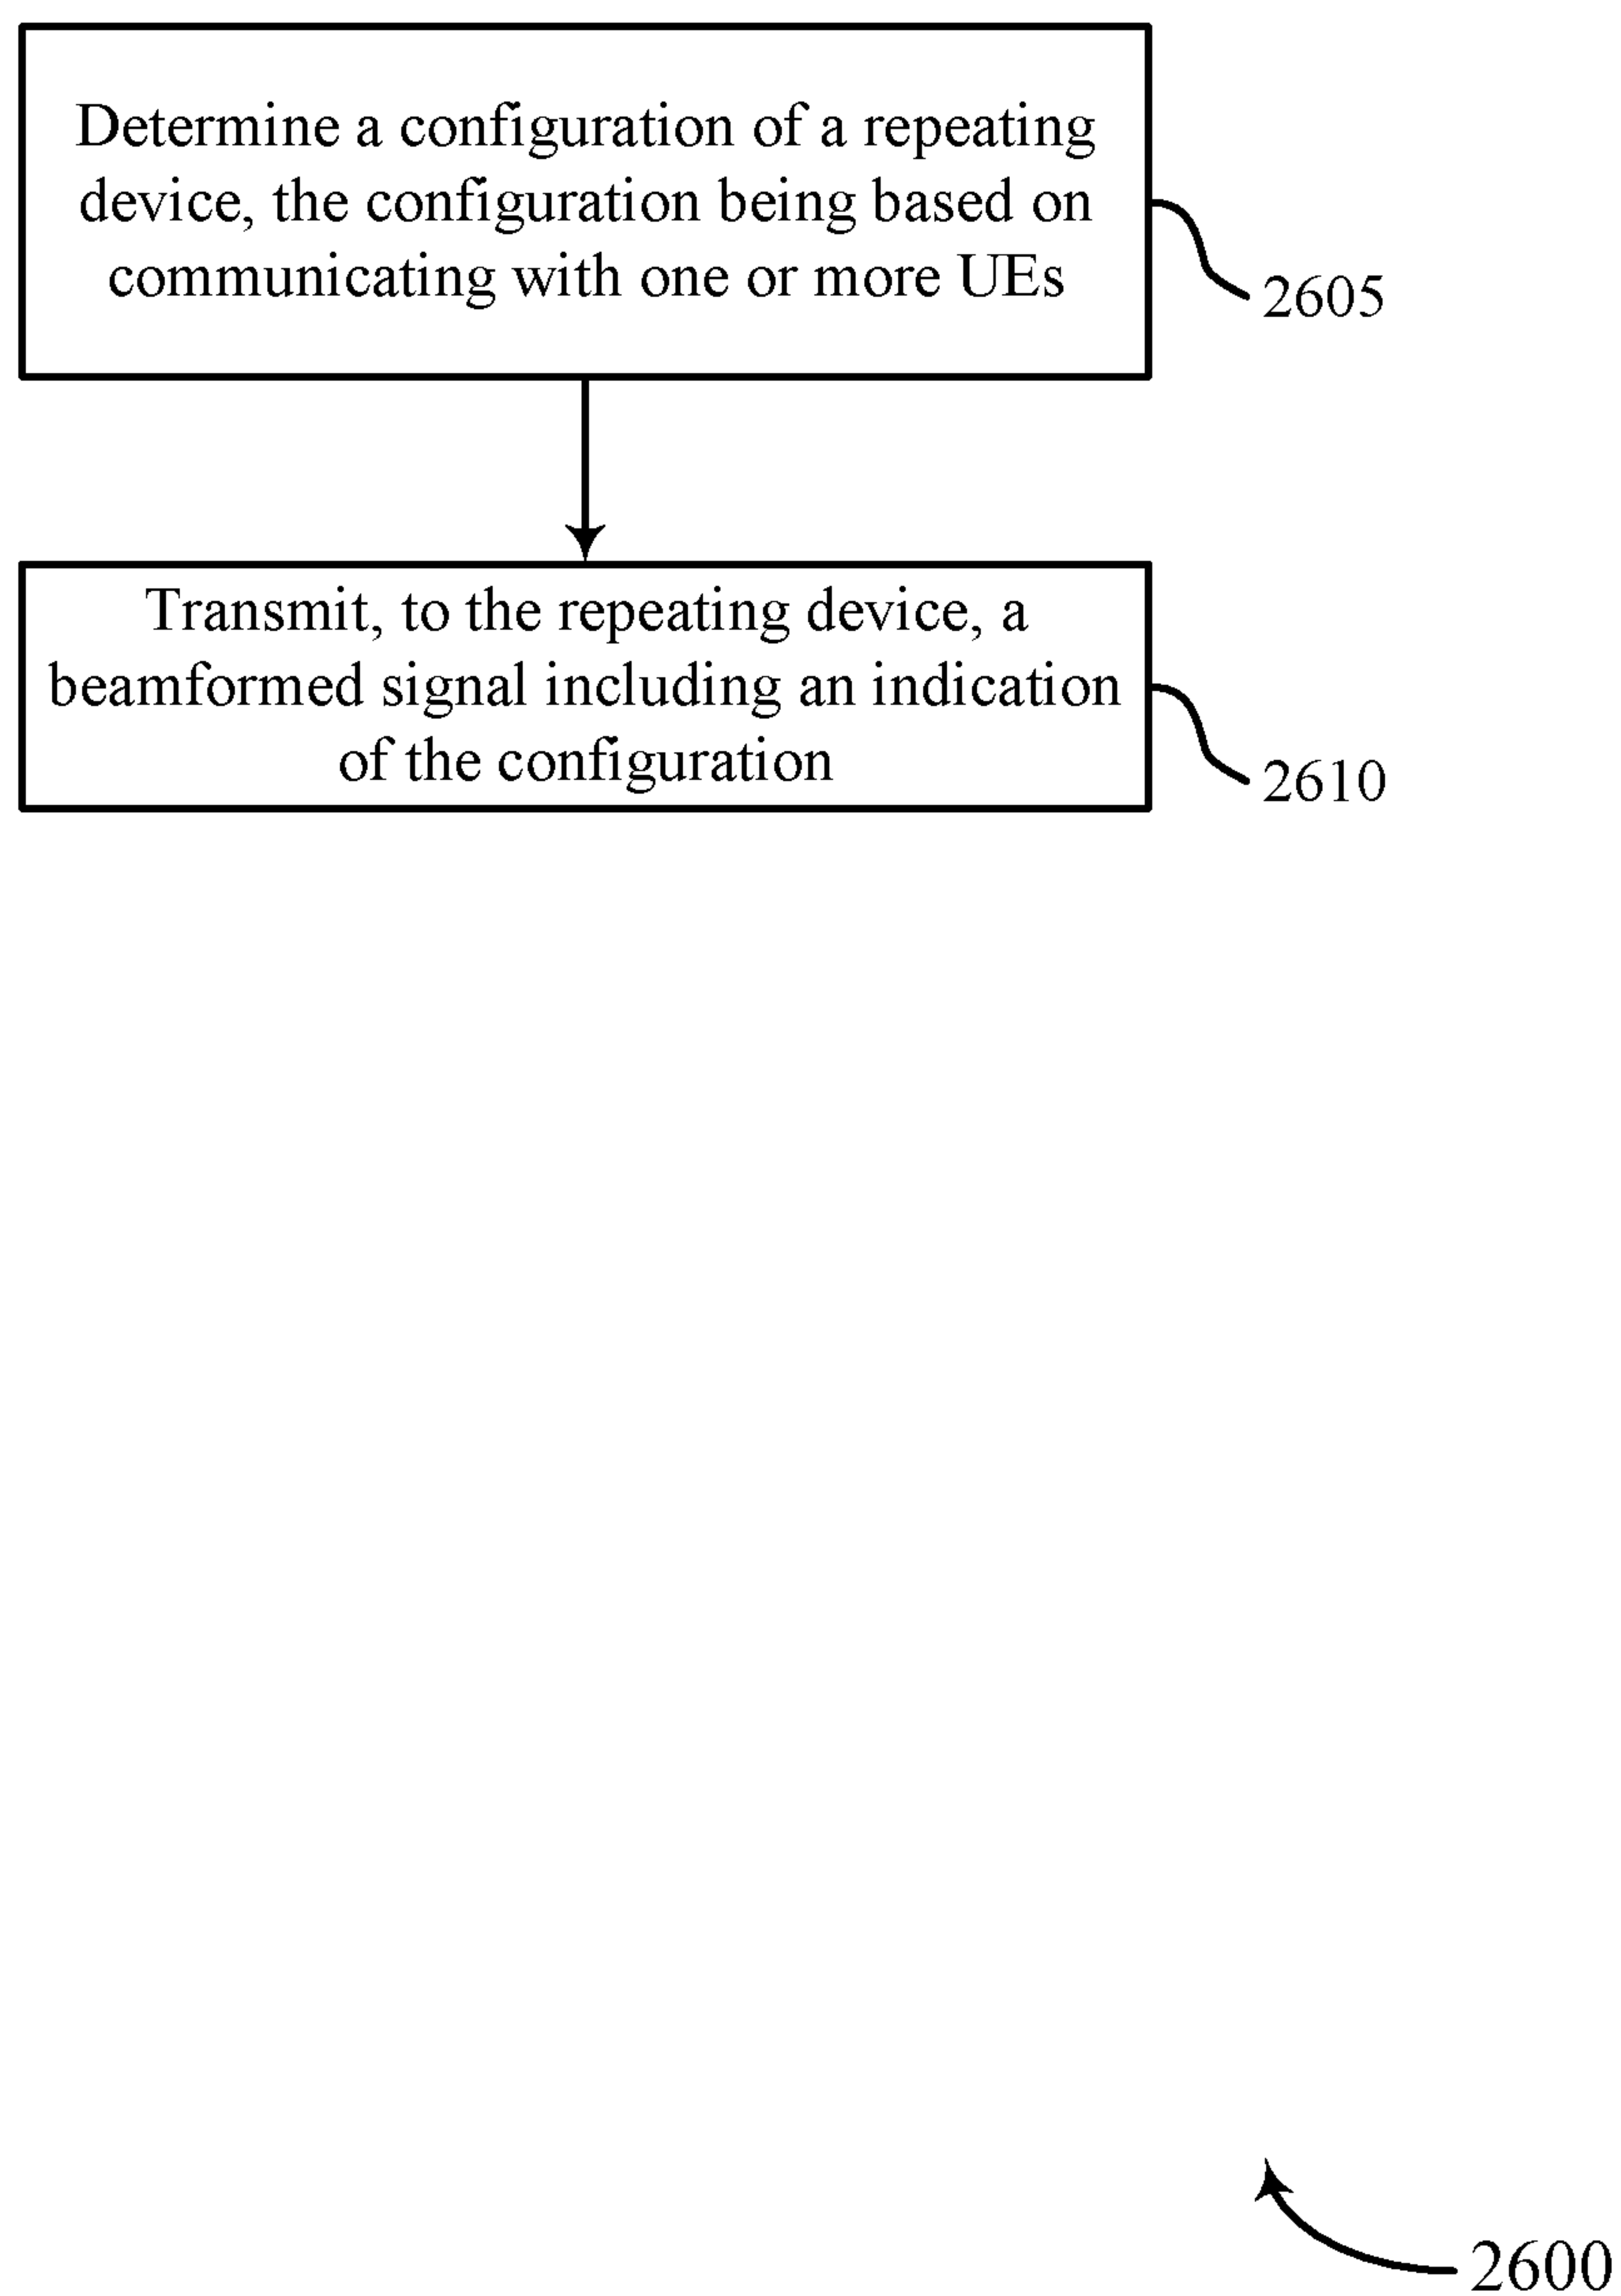 Determine a configuration of a repeating
device, the configuration being based on
communicating with one or more UEs
2605
Transmit, to the repeating device, a
beamformed signal including an indication
of the configuration
2610
2600